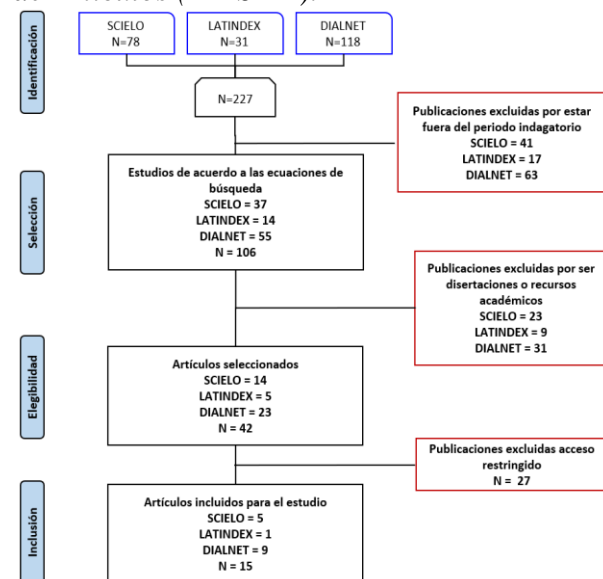 Identificación
SCIELO
N=78
LATINDEX
N=31
DIALNET
N=118
N=227
Publicaciones excluidas por estar
fuera del periodo indagatorio
SCIELO = 41
LATINDEX = 17
DIALNET = 63
Selección
Estudios de acuerdo a las ecuaciones de
búsqueda
SCIELO = 37
LATINDEX = 14
DIALNET = 55
N = 106
Publicaciones excluidas por ser
disertaciones o recursos
académicos
SCIELO = 23
LATINDEX = 9
DIALNET = 31
Elegibilidad
Artículos seleccionados
SCIELO = 14
LATINDEX = 5
DIALNET = 23
N = 42
Publicaciones excluidas acceso
restringido
N = 27
Inclusión
Artículos incluidos para el estudio
SCIELO = 5
LATINDEX = 1
DIALNET = 9
N = 15